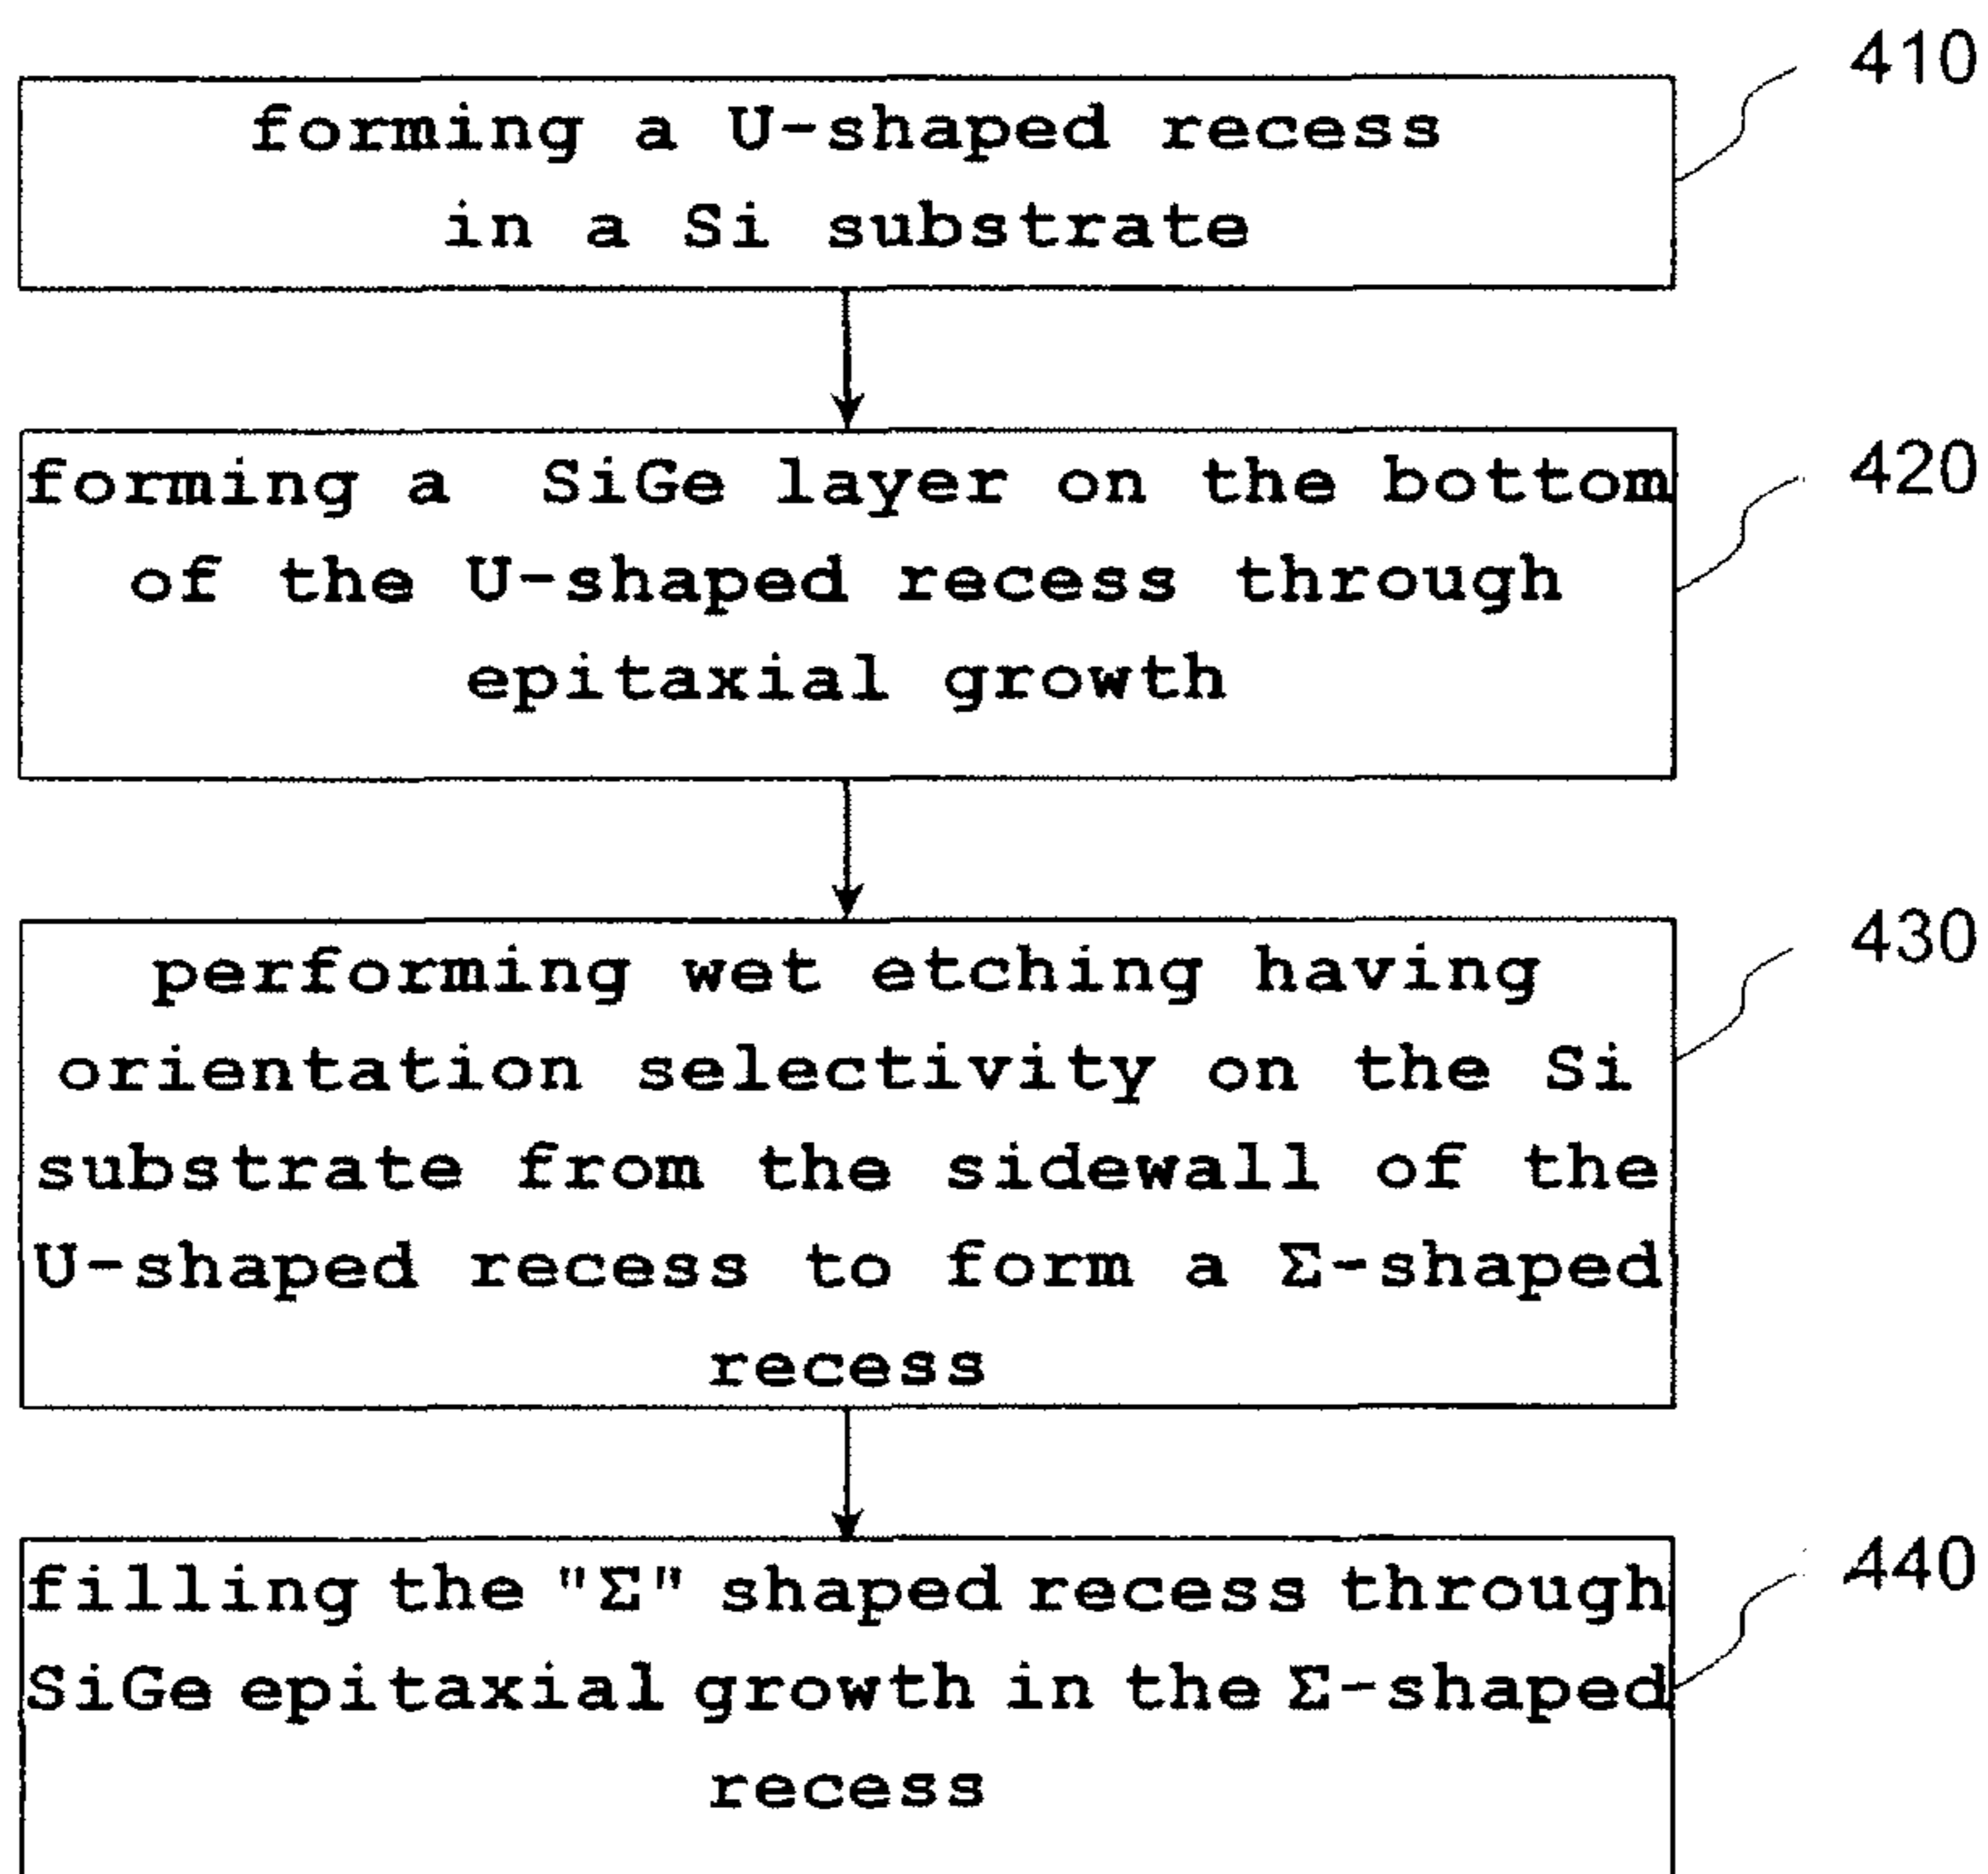 410
forming a U-shaped recess
in a Si substrate
420
forming a SiGe layer on the bottom
of the U-shaped recess through
epitaxial growth
430
performing wet etching having
orientation selectivity on the Si
substrate from the sidewall of the
U-shaped recess to form a Σ-shaped
recess
440
filling the "Σ" shaped recess through
SiGe epitaxial growth in the Σ-shaped
recess